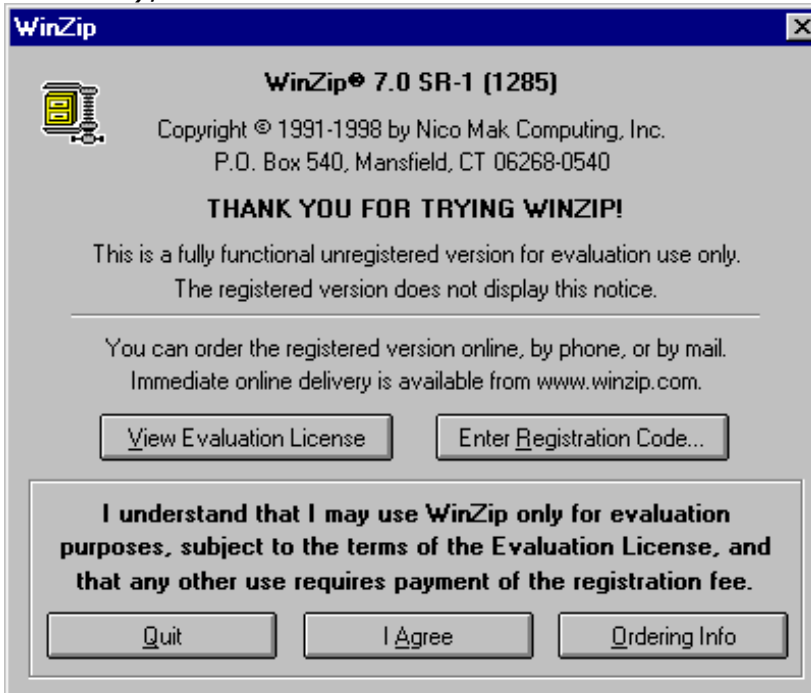 WinZip
WinZip® 7.0 SR-1 (1285)
Copyright © 1991-1998 by Nico Mak Computing, Inc.
P.O. Box 540, Mansfield, CT 06268-0540
THANK YOU FOR TRYING WINZIP!
This is a fully functional unregistered version for evaluation use only.
The registered version does not display this notice.
You can order the registered version online, by phone, or by mail.
Immediate online delivery is available from www.winzip.com.
View Evaluation License
Enter Registration Code...
I understand that I may use WinZip only for evaluation
purposes, subject to the terms of the Evaluation License, and
that any other use requires payment of the registration fee.
Quit
I Agree
Ordering Info